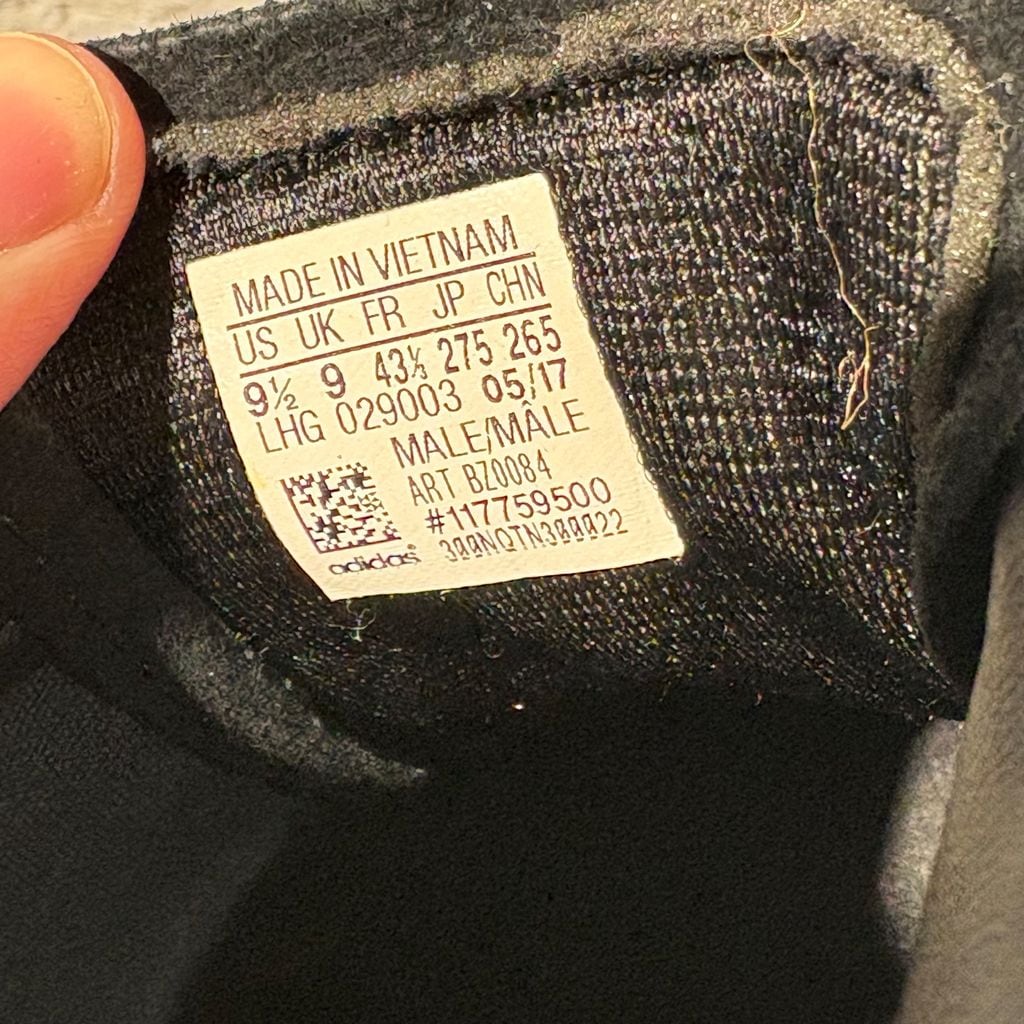 MADE IN VIETNAM
US UK FR JP CHN
9½ 9 43⅓ 275 265
LHG 029003 05/17
MALE/MÂLE
ART BZ0084
#117759500
300NQTN300022
adidas